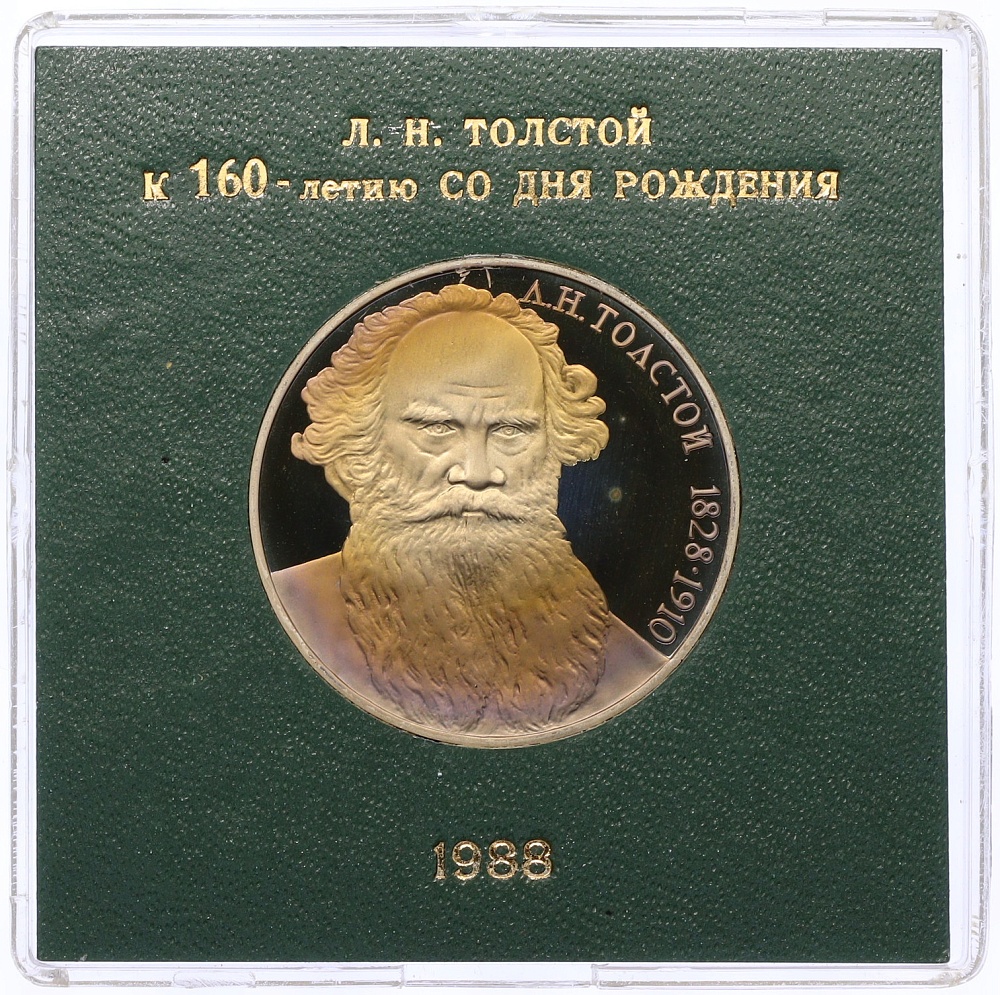 Л. Н. ТОЛСТОЙ
К 160-летию СО ДНЯ РОЖДЕНИЯ
Л.Н.ТОЛСТОЙ 1828·1910
1988